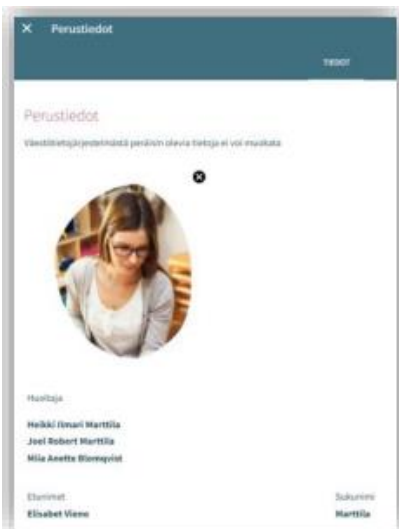 × Perustiedot
TIEDOT
Perustiedot
Väestötietojärjestelmästä peräisin olevia tietoja ei voi muokata
Huoltaja
Heikki Ilmari Marttila
Joel Robert Marttila
Miia Anette Blomqvist
Etunimet Sukunimi
Elisabet Vieno Marttila